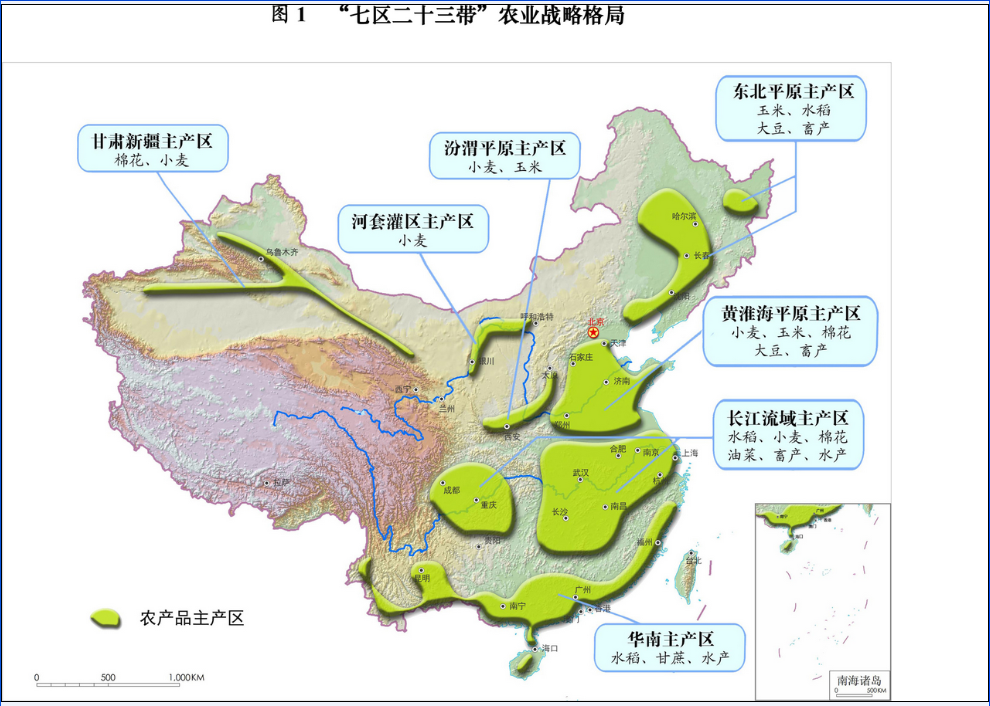 图 1 “七区二十三带”农业战略格局
东北平原主产区
玉米、水稻
大豆、畜产
甘肃新疆主产区
棉花、小麦
汾渭平原主产区
小麦、玉米
河套灌区主产区
小麦
哈尔滨
乌鲁木齐
长春
黄淮海平原主产区
小麦、玉米、棉花
大豆、畜产
呼和浩特
北京
天津
银川
石家庄
济南
西宁
兰州
西安
郑州
长江流域主产区
水稻、小麦、棉花
油菜、畜产、水产
合肥
南京
上海
武汉
成都
重庆
拉萨
南昌
长沙
贵阳
福州
台北
昆明
广州
香港
南宁
海口
华南主产区
水稻、甘蔗、水产
农产品主产区
0 500 1,000KM
南海诸岛
0 500KM